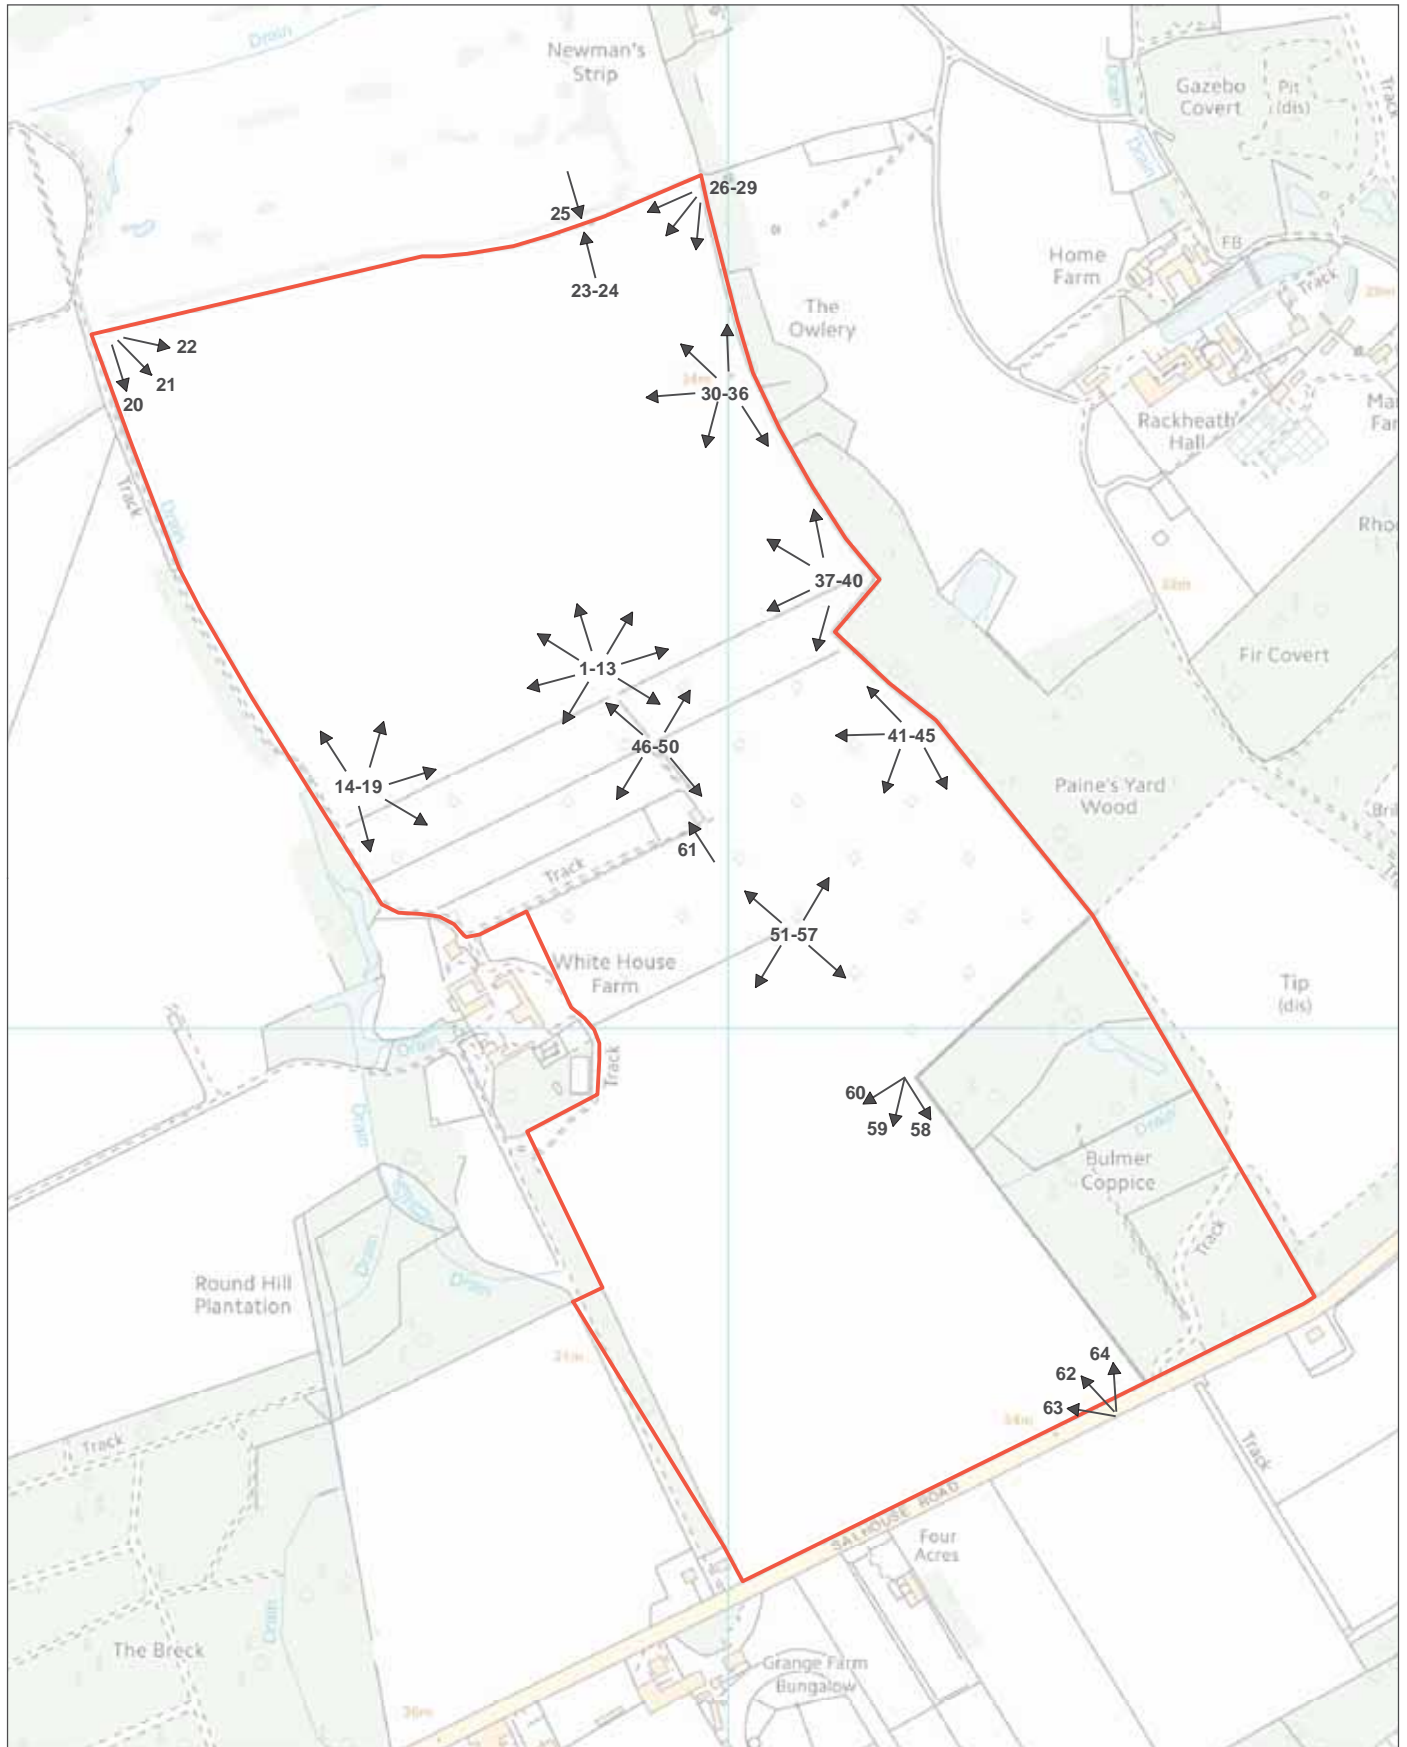 Drain
Newman's
Strip
Drain
Gazebo
Covert
Pit
(dis)
Track
Drain
26-29
25
FB
Home
Farm
Track
23-24
The
Owlery
22
21
20
30-36
Rackheath
Hall
Track
Drain
37-40
33m
1-13
Fir Covert
46-50
41-45
14-19
Paine's Yard
Wood
61
Track
51-57
White House
Farm
Tip
(dis)
Drain
Track
60
59
58
Drain
Drain
Bulmer
Coppice
Track
Drain
Drain
Round Hill
Plantation
64
62
63
34m
Track
Track
SALHOUSE ROAD
Four
Acres
Drain
The Breck
Grange Farm
Bungalow
36m